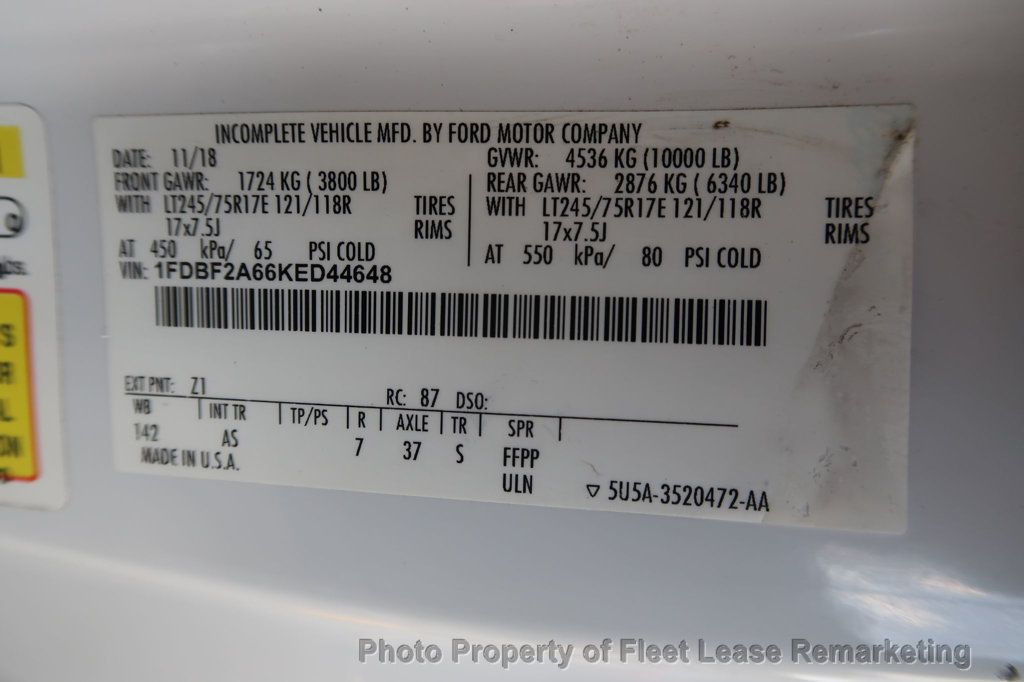 INCOMPLETE VEHICLE MFD. BY FORD MOTOR COMPANY
DATE: 11/18 GVWR: 4536 KG (10000 LB)
FRONT GAWR: 1724 KG ( 3800 LB) REAR GAWR: 2876 KG ( 6340 LB)
WITH LT245/75R17E 121/118R TIRES WITH LT245/75R17E 121/118R TIRES
17x7.5J RIMS 17x7.5J RIMS
AT 450 kPa/ 65 PSI COLD AT 550 kPa/ 80 PSI COLD
VIN: 1FDBF2A66KED44648
EXT PNT: Z1 RC: 87 DSO:
WB INT TR TP/PS R AXLE TR SPR
142 AS 7 37 S FFPP
MADE IN U.S.A. ULN 5U5A-3520472-AA
Photo Property of Fleet Lease Remarketing